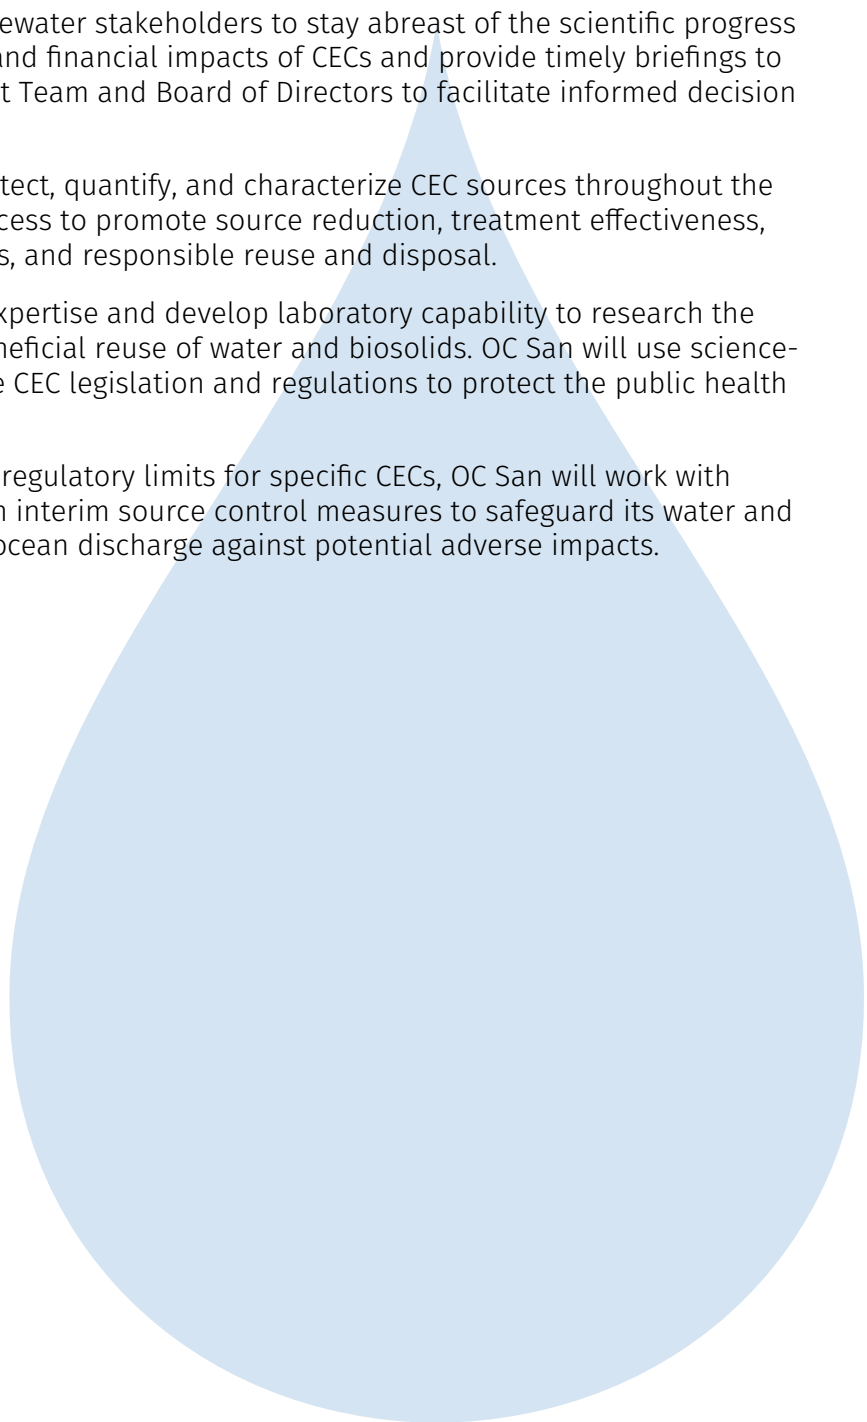 ewater stakeholders to stay abreast of the scientific progress
and financial impacts of CECs and provide timely briefings to
t Team and Board of Directors to facilitate informed decision
tect, quantify, and characterize CEC sources throughout the
cess to promote source reduction, treatment effectiveness,
s, and responsible reuse and disposal.
xpertise and develop laboratory capability to research the
neficial reuse of water and biosolids. OC San will use science-
e CEC legislation and regulations to protect the public health
regulatory limits for specific CECs, OC San will work with
n interim source control measures to safeguard its water and
ocean discharge against potential adverse impacts.